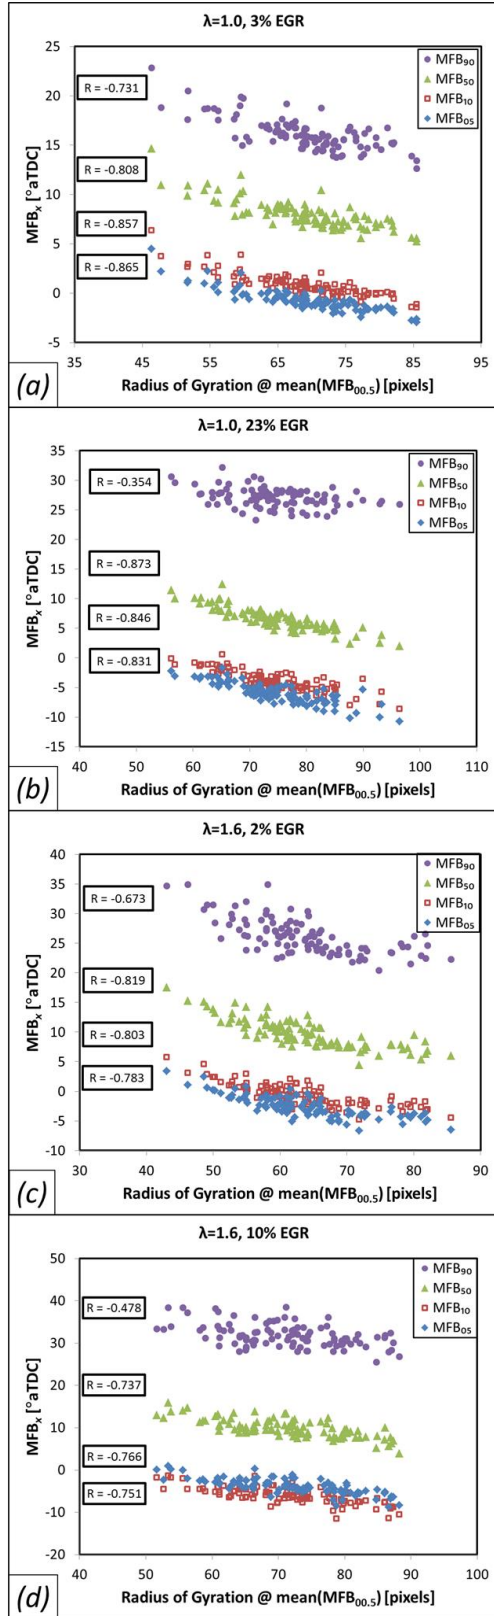 λ=1.0, 3% EGR
25
20
15
10
5
0
-5
MFBₓ [°aTDC]
R = -0.731
R = -0.808
R = -0.857
R = -0.865
MFB₉₀
MFB₅₀
MFB₁₀
MFB₀₅
35 45 55 65 75 85 95
Radius of Gyration @ mean(MFB₀₀.₅) [pixels]
(a)
λ=1.0, 23% EGR
35
30
25
20
15
10
5
0
-5
-10
-15
MFBₓ [°aTDC]
R = -0.354
R = -0.873
R = -0.846
R = -0.831
MFB₉₀
MFB₅₀
MFB₁₀
MFB₀₅
40 50 60 70 80 90 100 110
Radius of Gyration @ mean(MFB₀₀.₅) [pixels]
(b)
λ=1.6, 2% EGR
40
35
30
25
20
15
10
5
0
-5
-10
MFBₓ [°aTDC]
R = -0.673
R = -0.819
R = -0.803
R = -0.783
MFB₉₀
MFB₅₀
MFB₁₀
MFB₀₅
30 40 50 60 70 80 90
Radius of Gyration @ mean(MFB₀₀.₅) [pixels]
(c)
λ=1.6, 10% EGR
50
40
30
20
10
0
-10
-20
MFBₓ [°aTDC]
R = -0.478
R = -0.737
R = -0.766
R = -0.751
MFB₉₀
MFB₅₀
MFB₁₀
MFB₀₅
40 50 60 70 80 90 100
Radius of Gyration @ mean(MFB₀₀.₅) [pixels]
(d)